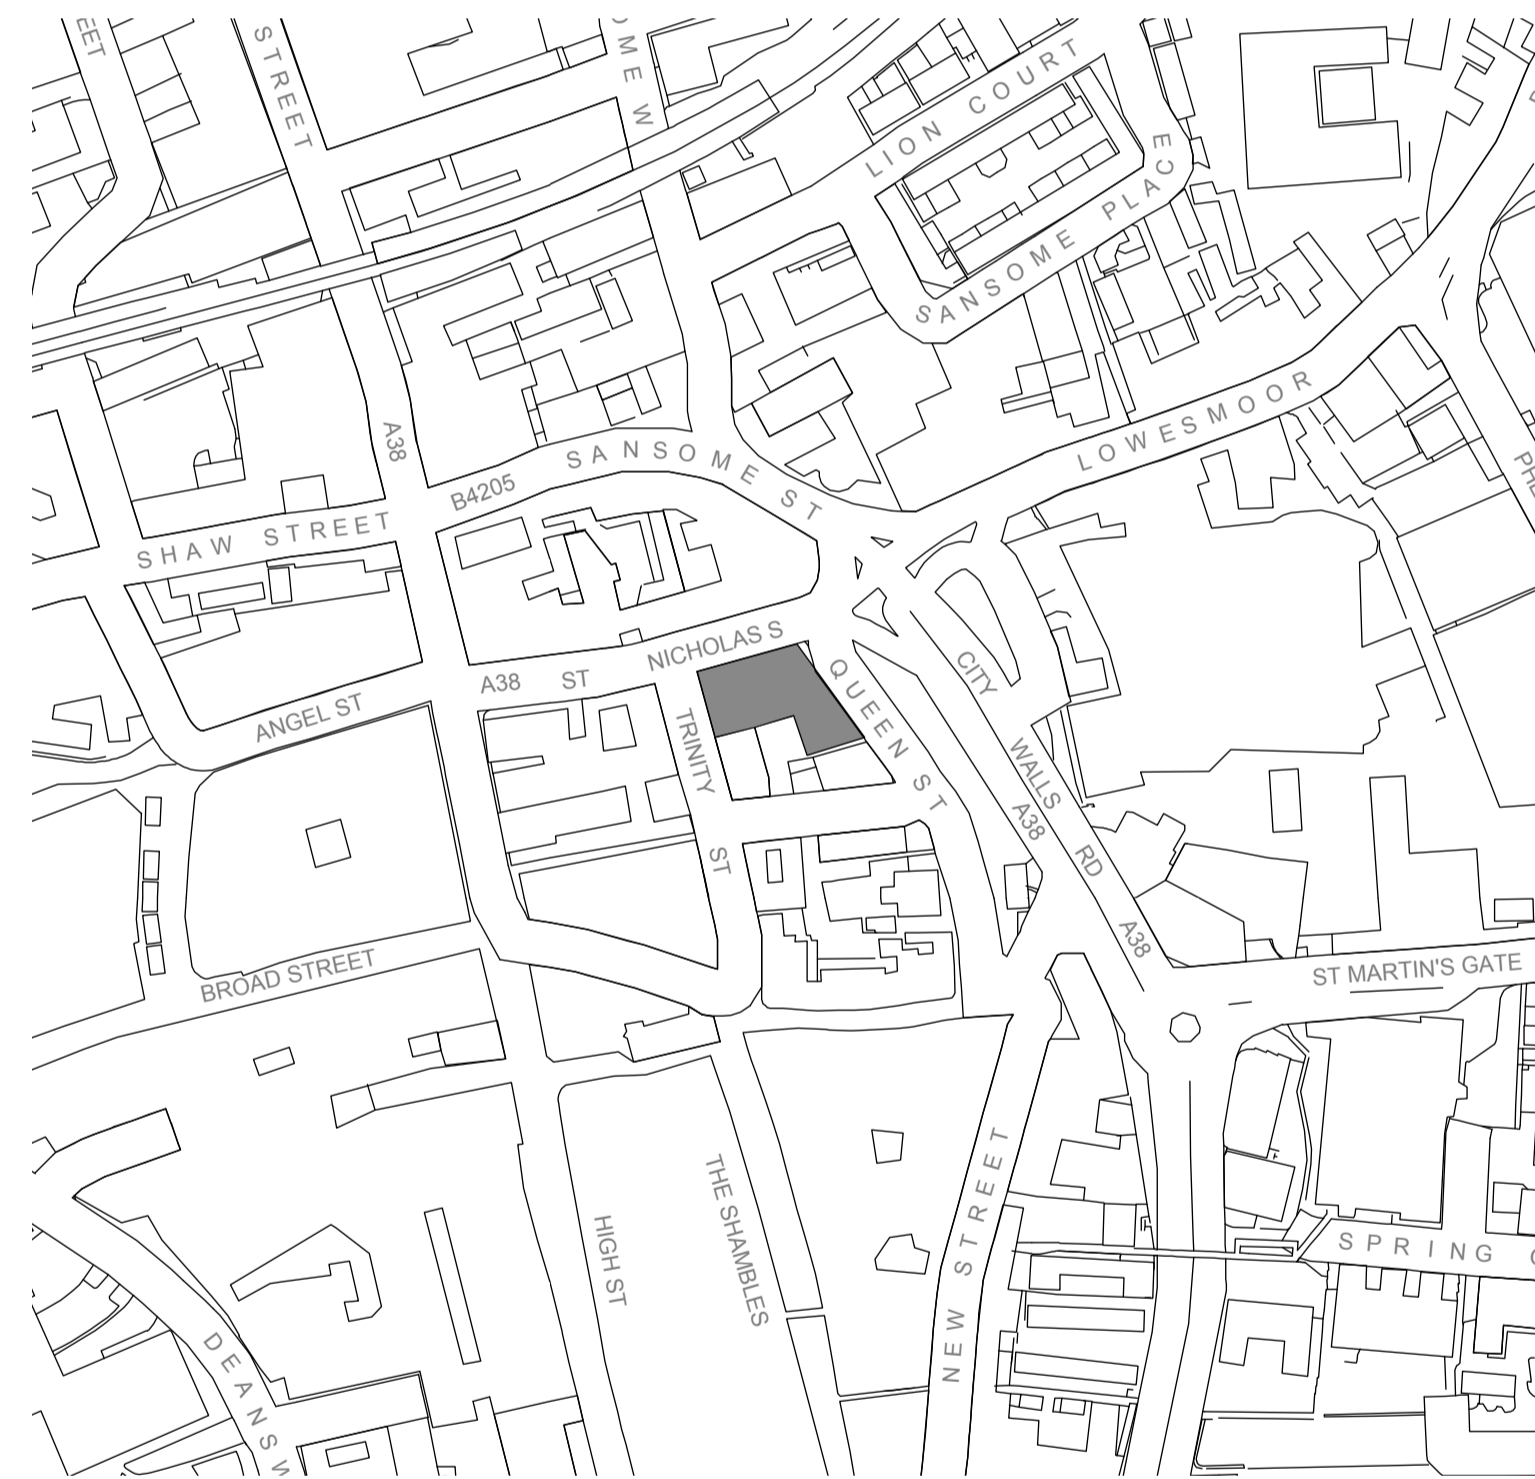 STREET
LION COURT
SANSOME PLACE
A38
LOWESMOOR
B4205
SANSOME ST
SHAW STREET
NICHOLAS S
A38
ST
CITY
WALLS
RD
QUEEN ST
ANGEL ST
TRINITY
ST
A38
A38
BROAD STREET
ST MARTIN'S GATE
THE SHAMBLES
HIGH ST
NEW STREET
SPRING
DEANS